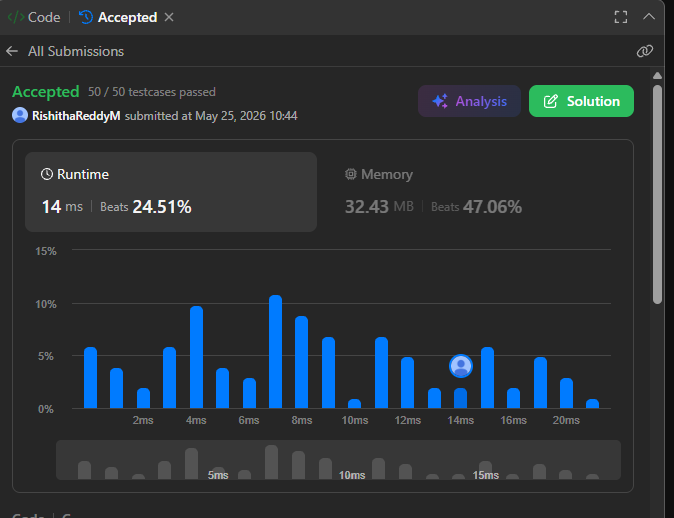 </> Code | Accepted ×
← All Submissions
Accepted 50 / 50 testcases passed
Analysis
Solution
RishithaReddyM submitted at May 25, 2026 10:44
Runtime
14 ms | Beats 24.51%
Memory
32.43 MB | Beats 47.06%
15%
10%
5%
0%
2ms 4ms 6ms 8ms 10ms 12ms 14ms 16ms 20ms
5ms 10ms 15ms
Code | C